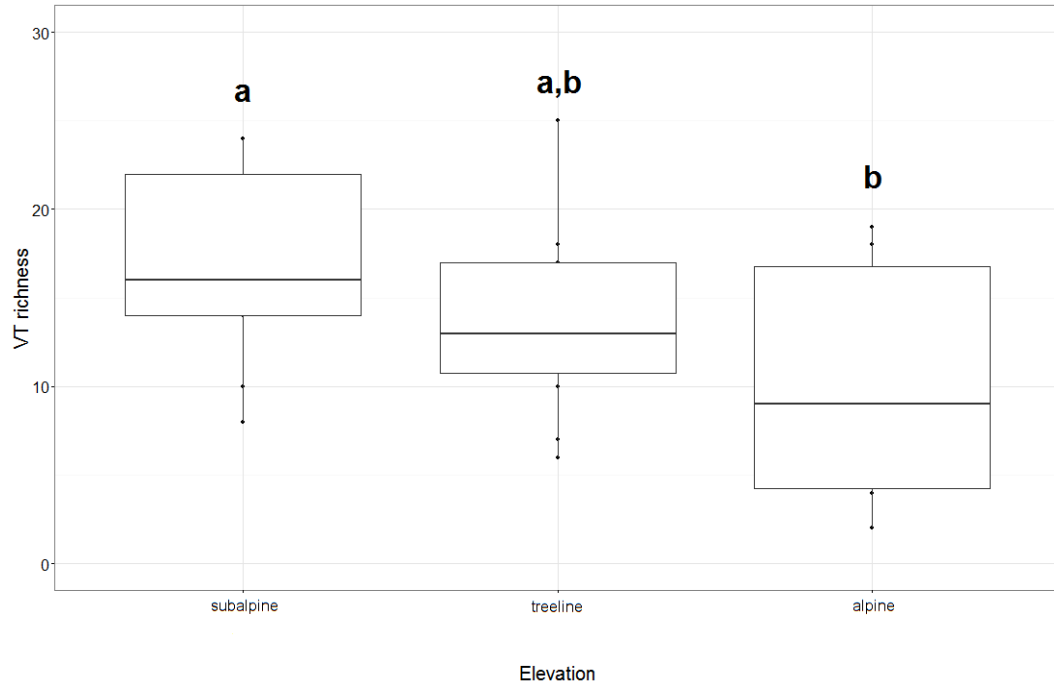 VT richness
30
20
10
0
a
a,b
b
subalpine
treeline
alpine
Elevation